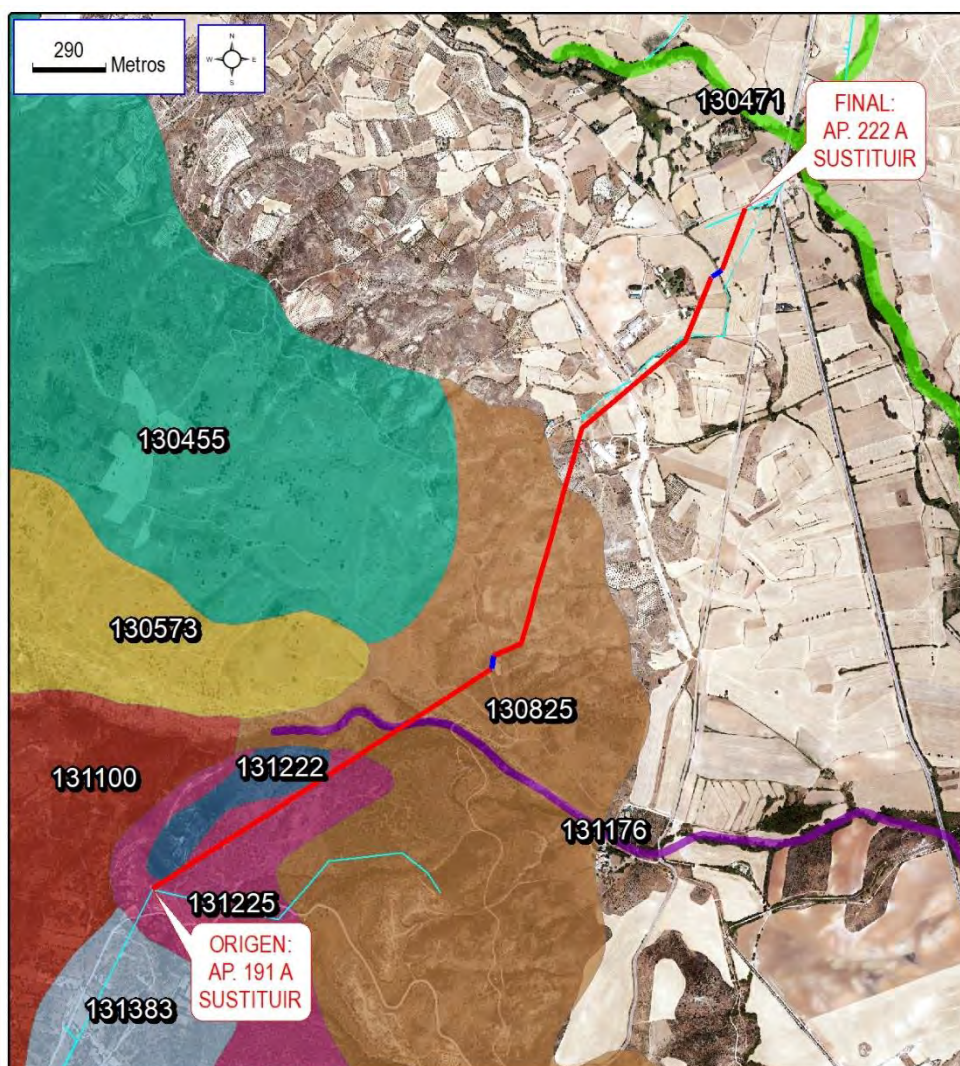 290
Metros
N
W E
S
130471
FINAL:
AP. 222 A
SUSTITUIR
130455
130573
130825
131222
131100
131176
131225
ORIGEN:
AP. 191 A
SUSTITUIR
131383